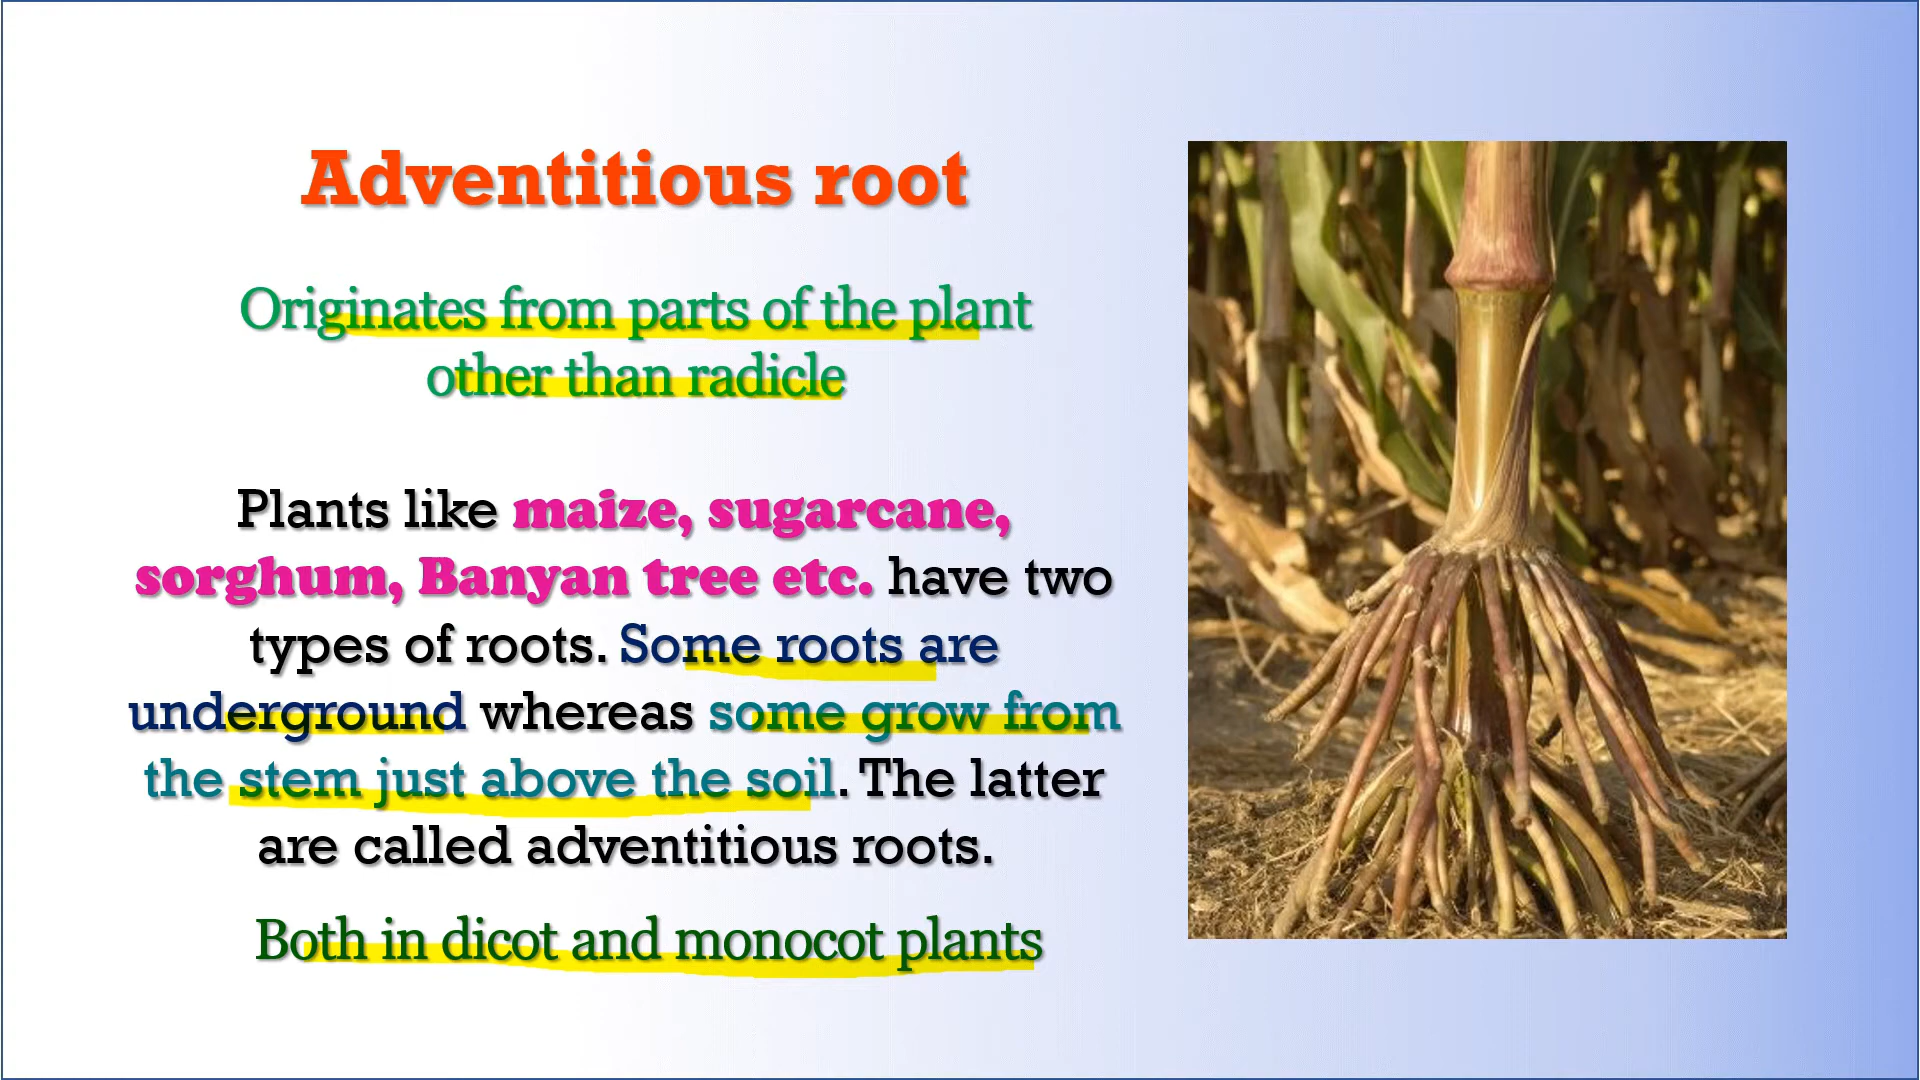 Adventitious root
Originates from parts of the plant
other than radicle
Plants like maize, sugarcane,
sorghum, Banyan tree etc. have two
types of roots. Some roots are
underground whereas some grow from
the stem just above the soil. The latter
are called adventitious roots.
Both in dicot and monocot plants